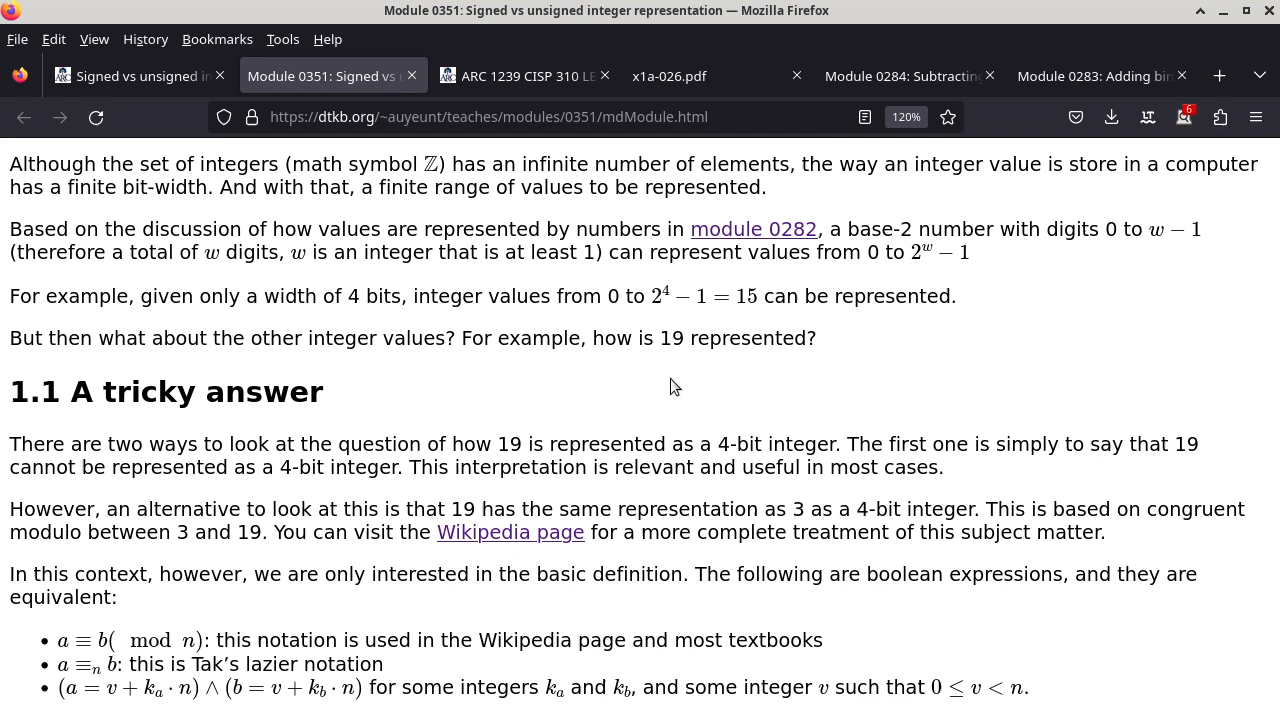 Module 0351: Signed vs unsigned integer representation — Mozilla Firefox
File Edit View History Bookmarks Tools Help
Signed vs unsigned in Module 0351: Signed vs u ARC 1239 CISP 310 LE x1a-026.pdf Module 0284: Subtractin Module 0283: Adding bin
https://dtkb.org/~auyeunt/teaches/modules/0351/mdModule.html 120% 6
Although the set of integers (math symbol ℤ) has an infinite number of elements, the way an integer value is store in a computer
has a finite bit-width. And with that, a finite range of values to be represented.
Based on the discussion of how values are represented by numbers in module 0282, a base-2 number with digits 0 to w − 1
(therefore a total of w digits, w is an integer that is at least 1) can represent values from 0 to 2^w − 1
For example, given only a width of 4 bits, integer values from 0 to 2^4 − 1 = 15 can be represented.
But then what about the other integer values? For example, how is 19 represented?
1.1 A tricky answer
There are two ways to look at the question of how 19 is represented as a 4-bit integer. The first one is simply to say that 19
cannot be represented as a 4-bit integer. This interpretation is relevant and useful in most cases.
However, an alternative to look at this is that 19 has the same representation as 3 as a 4-bit integer. This is based on congruent
modulo between 3 and 19. You can visit the Wikipedia page for a more complete treatment of this subject matter.
In this context, however, we are only interested in the basic definition. The following are boolean expressions, and they are
equivalent:
• a ≡ b( mod n): this notation is used in the Wikipedia page and most textbooks
• a ≡_n b: this is Tak's lazier notation
• (a = v + k_a · n) ∧ (b = v + k_b · n) for some integers k_a and k_b, and some integer v such that 0 ≤ v < n.